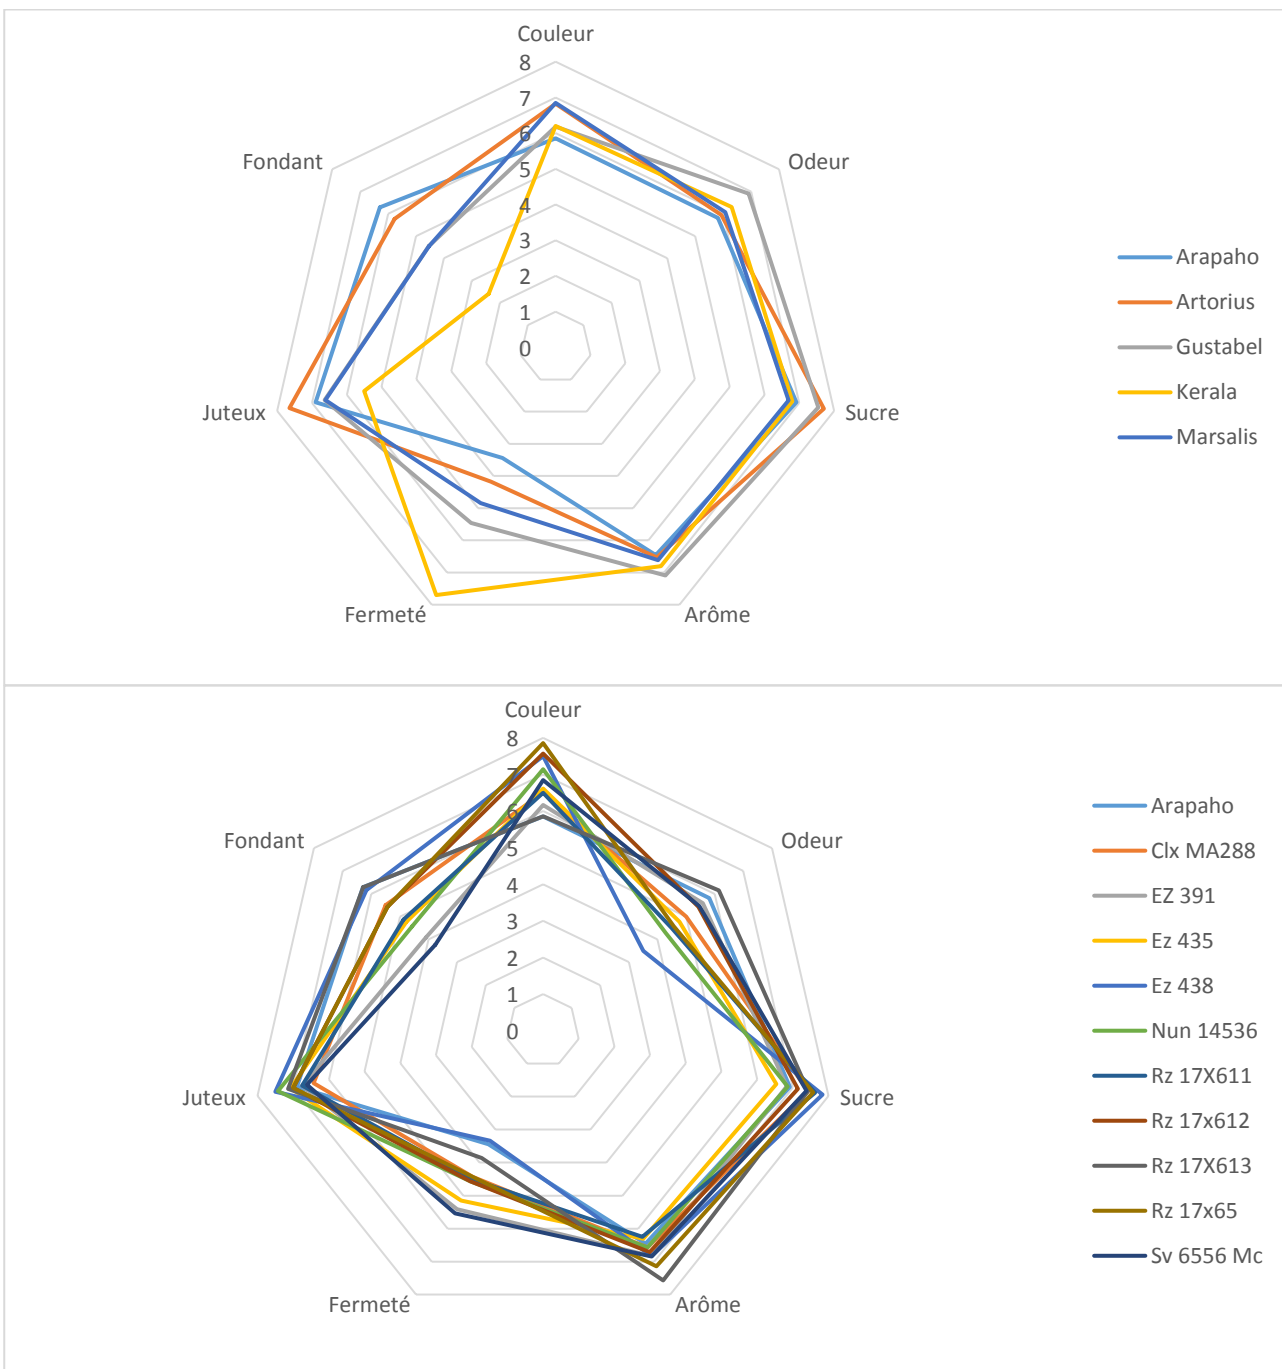 Couleur
8
7
6
5
4
3
2
1
0
Fondant
Odeur
Juteux
Sucre
Fermeté
Arôme
Arapaho
Artorius
Gustabel
Kerala
Marsalis
Couleur
8
7
6
5
4
3
2
1
0
Fondant
Odeur
Juteux
Sucre
Fermeté
Arôme
Arapaho
Clx MA288
EZ 391
Ez 435
Ez 438
Nun 14536
Rz 17X611
Rz 17x612
Rz 17X613
Rz 17x65
Sv 6556 Mc